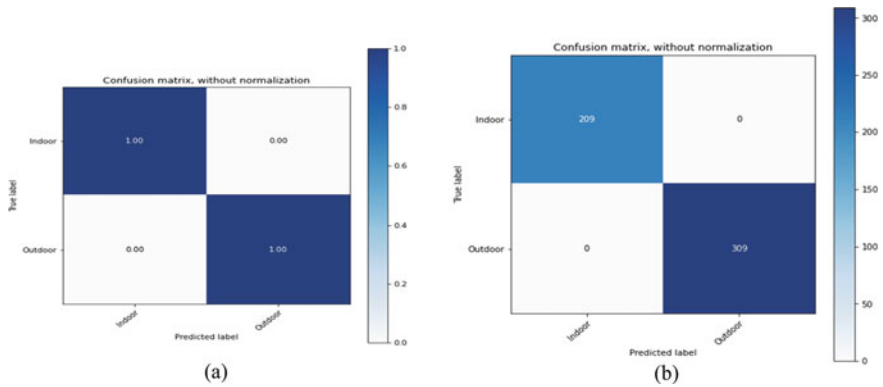 Confusion matrix, without normalization
True label
Indoor
1.00
0.00
Outdoor
0.00
1.00
Indoor
Outdoor
Predicted label
1.0
0.8
0.6
0.4
0.2
0.0
(a)
Confusion matrix, without normalization
True label
Indoor
209
0
Outdoor
0
309
Indoor
Outdoor
Predicted label
300
250
200
150
100
50
0
(b)